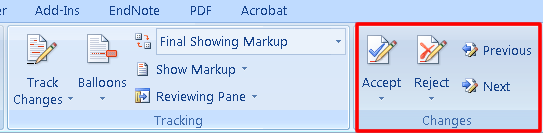 Add-Ins EndNote PDF Acrobat
Final Showing Markup
Show Markup
Reviewing Pane
Track Changes
Balloons
Tracking
Accept
Reject
Previous
Next
Changes